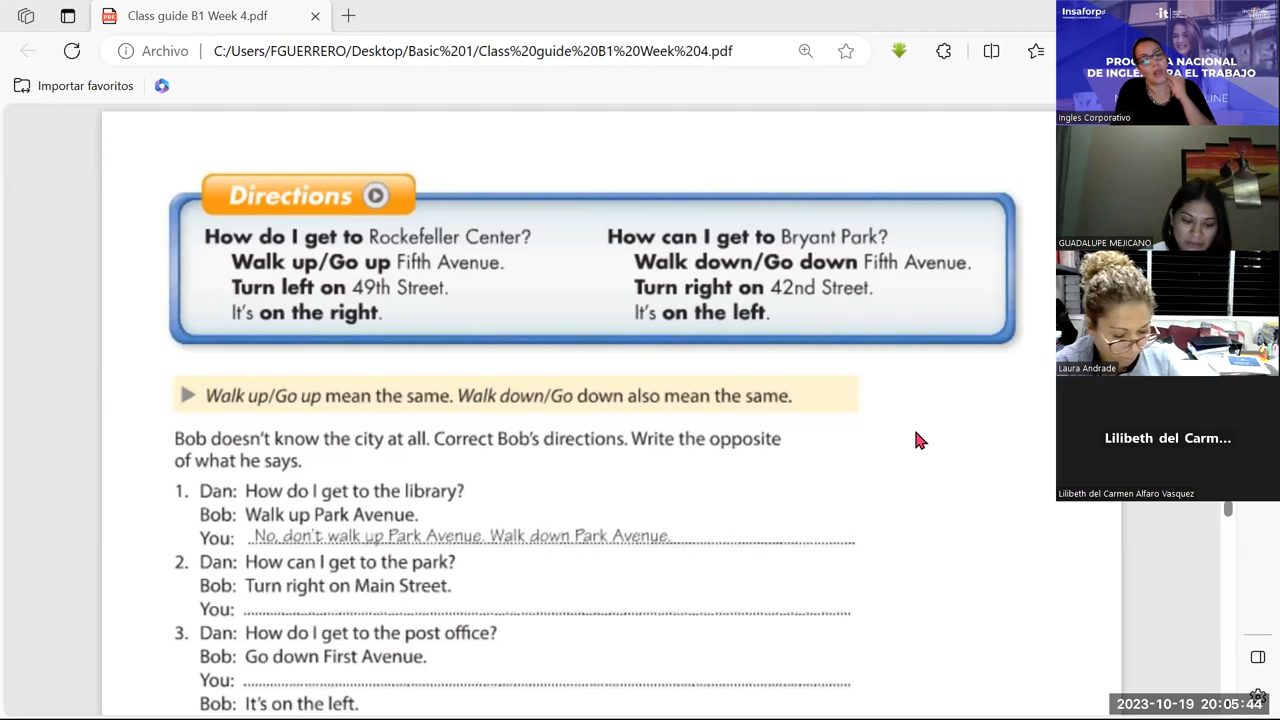 Class guide B1 Week 4.pdf
Archivo
C:/Users/FGUERRERO/Desktop/Basic%201/Class%20guide%20B1%20Week%204.pdf
Importar favoritos
Directions
How do I get to Rockefeller Center?
Walk up/Go up Fifth Avenue.
Turn left on 49th Street.
It's on the right.
How can I get to Bryant Park?
Walk down/Go down Fifth Avenue.
Turn right on 42nd Street.
It's on the left.
Walk up/Go up mean the same. Walk down/Go down also mean the same.
Bob doesn't know the city at all. Correct Bob's directions. Write the opposite
of what he says.
1. Dan: How do I get to the library?
Bob: Walk up Park Avenue.
You: No, don't walk up Park Avenue. Walk down Park Avenue.
2. Dan: How can I get to the park?
Bob: Turn right on Main Street.
You:
3. Dan: How do I get to the post office?
Bob: Go down First Avenue.
You:
Bob: It's on the left.
Insaforp
NACIONAL
EL TRABAJO
Ingles Corporativo
GUADALUPE MEJICANO
Laura Andrade
Lilibeth del Carm...
Lilibeth del Carmen Alfaro Vasquez
2023-10-19 20:05:44